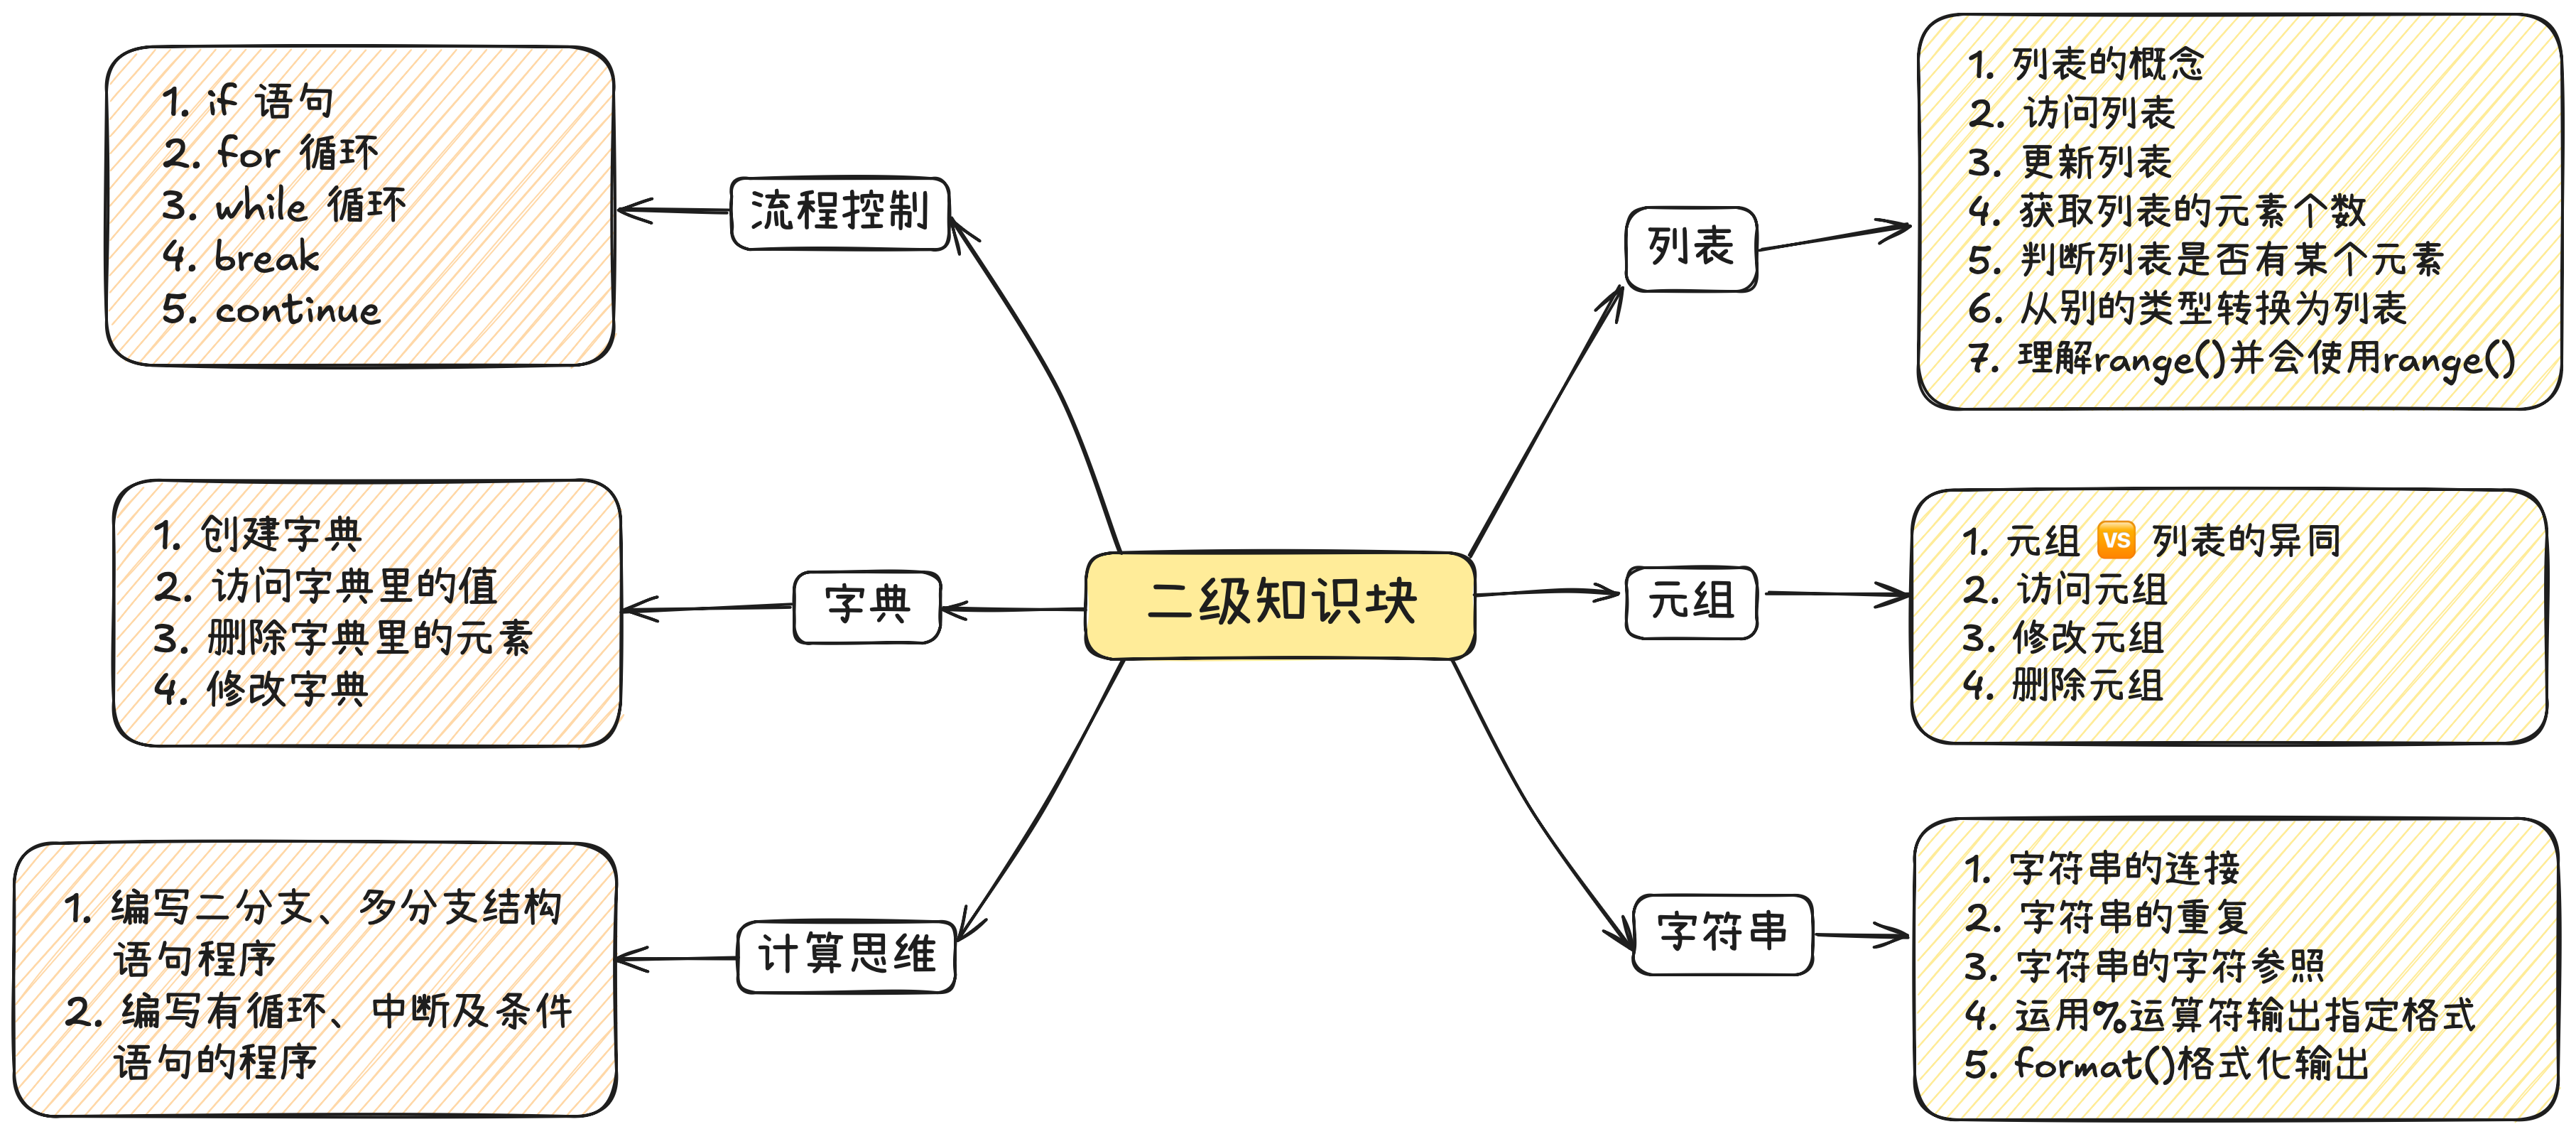 二级知识块
流程控制
1. if 语句
2. for 循环
3. while 循环
4. break
5. continue
字典
1. 创建字典
2. 访问字典里的值
3. 删除字典里的元素
4. 修改字典
计算思维
1. 编写二分支、多分支结构
语句程序
2. 编写有循环、中断及条件
语句的程序
列表
1. 列表的概念
2. 访问列表
3. 更新列表
4. 获取列表的元素个数
5. 判断列表是否有某个元素
6. 从别的类型转换为列表
7. 理解range()并会使用range()
元组
1. 元组 🆚 列表的异同
2. 访问元组
3. 修改元组
4. 删除元组
字符串
1. 字符串的连接
2. 字符串的重复
3. 字符串的字符参照
4. 运用%运算符输出指定格式
5. format()格式化输出